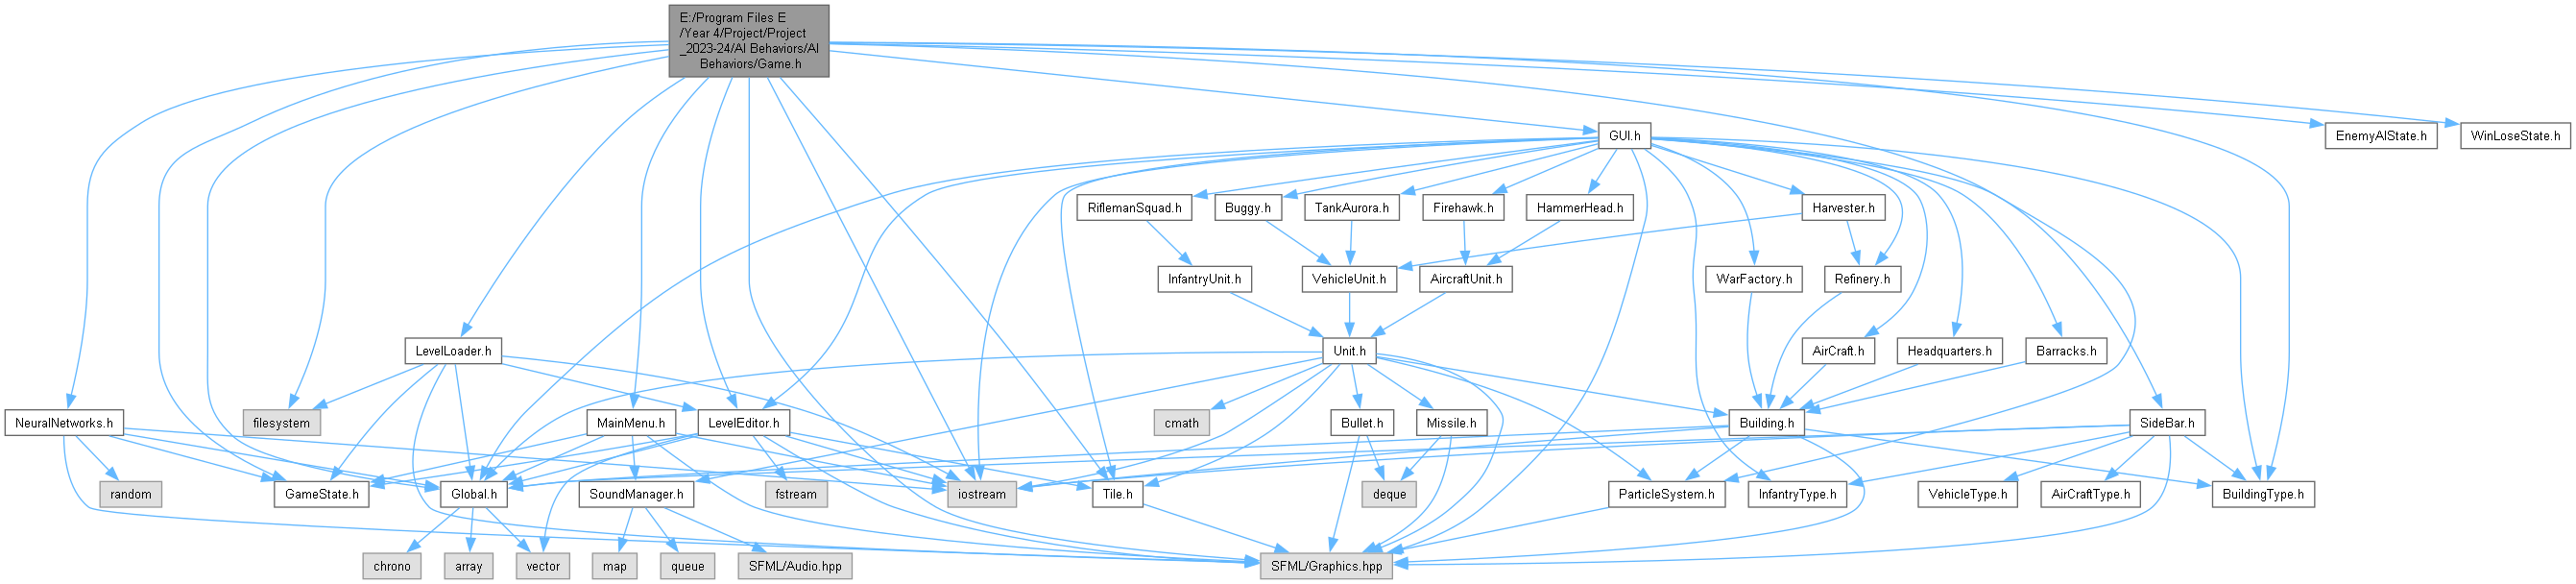 E:/Program Files E
/Year 4/Project/Project
_2023-24/AI Behaviors/AI
Behaviors/Game.h
GUI.h
EnemyAIState.h
WinLoseState.h
RiflemanSquad.h
Buggy.h
TankAurora.h
Firehawk.h
HammerHead.h
Harvester.h
InfantryUnit.h
VehicleUnit.h
AircraftUnit.h
WarFactory.h
Refinery.h
LevelLoader.h
Unit.h
AirCraft.h
Headquarters.h
Barracks.h
NeuralNetworks.h
filesystem
MainMenu.h
LevelEditor.h
cmath
Bullet.h
Missile.h
Building.h
SideBar.h
random
GameState.h
Global.h
SoundManager.h
fstream
iostream
Tile.h
deque
ParticleSystem.h
InfantryType.h
VehicleType.h
AirCraftType.h
BuildingType.h
chrono
array
vector
map
queue
SFML/Audio.hpp
SFML/Graphics.hpp